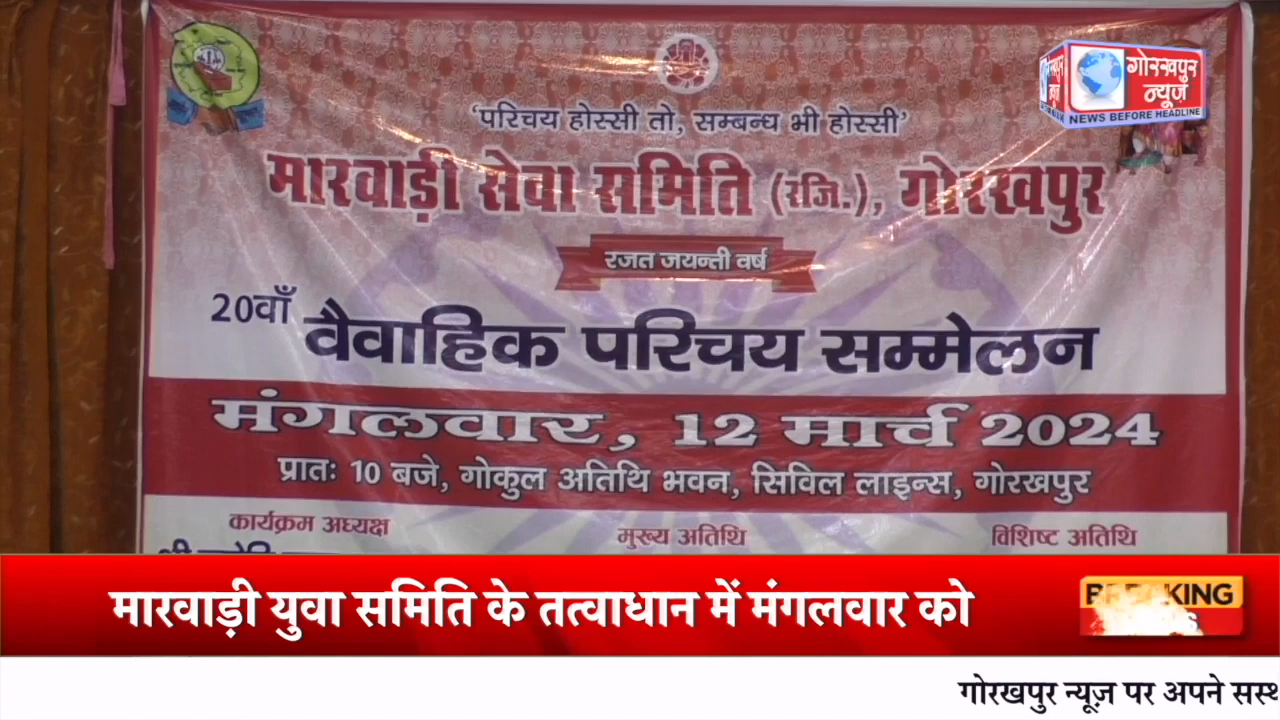 'परिचय होस्सी तो, सम्बन्ध भी होस्सी'
मारवाड़ी सेवा समिति (रजि.), गोरखपुर
रजत जयन्ती वर्ष
20वाँ वैवाहिक परिचय सम्मेलन
मंगलवार, 12 मार्च 2024
प्रातः 10 बजे, गोकुल अतिथि भवन, सिविल लाइन्स, गोरखपुर
कार्यक्रम अध्यक्ष मुख्य अतिथि विशिष्ट अतिथि
गोरखपुर
न्यूज़
NEWS BEFORE HEADLINE
मारवाड़ी युवा समिति के तत्वाधान में मंगलवार को
BREAKING
गोरखपुर न्यूज़ पर अपने सस्थ